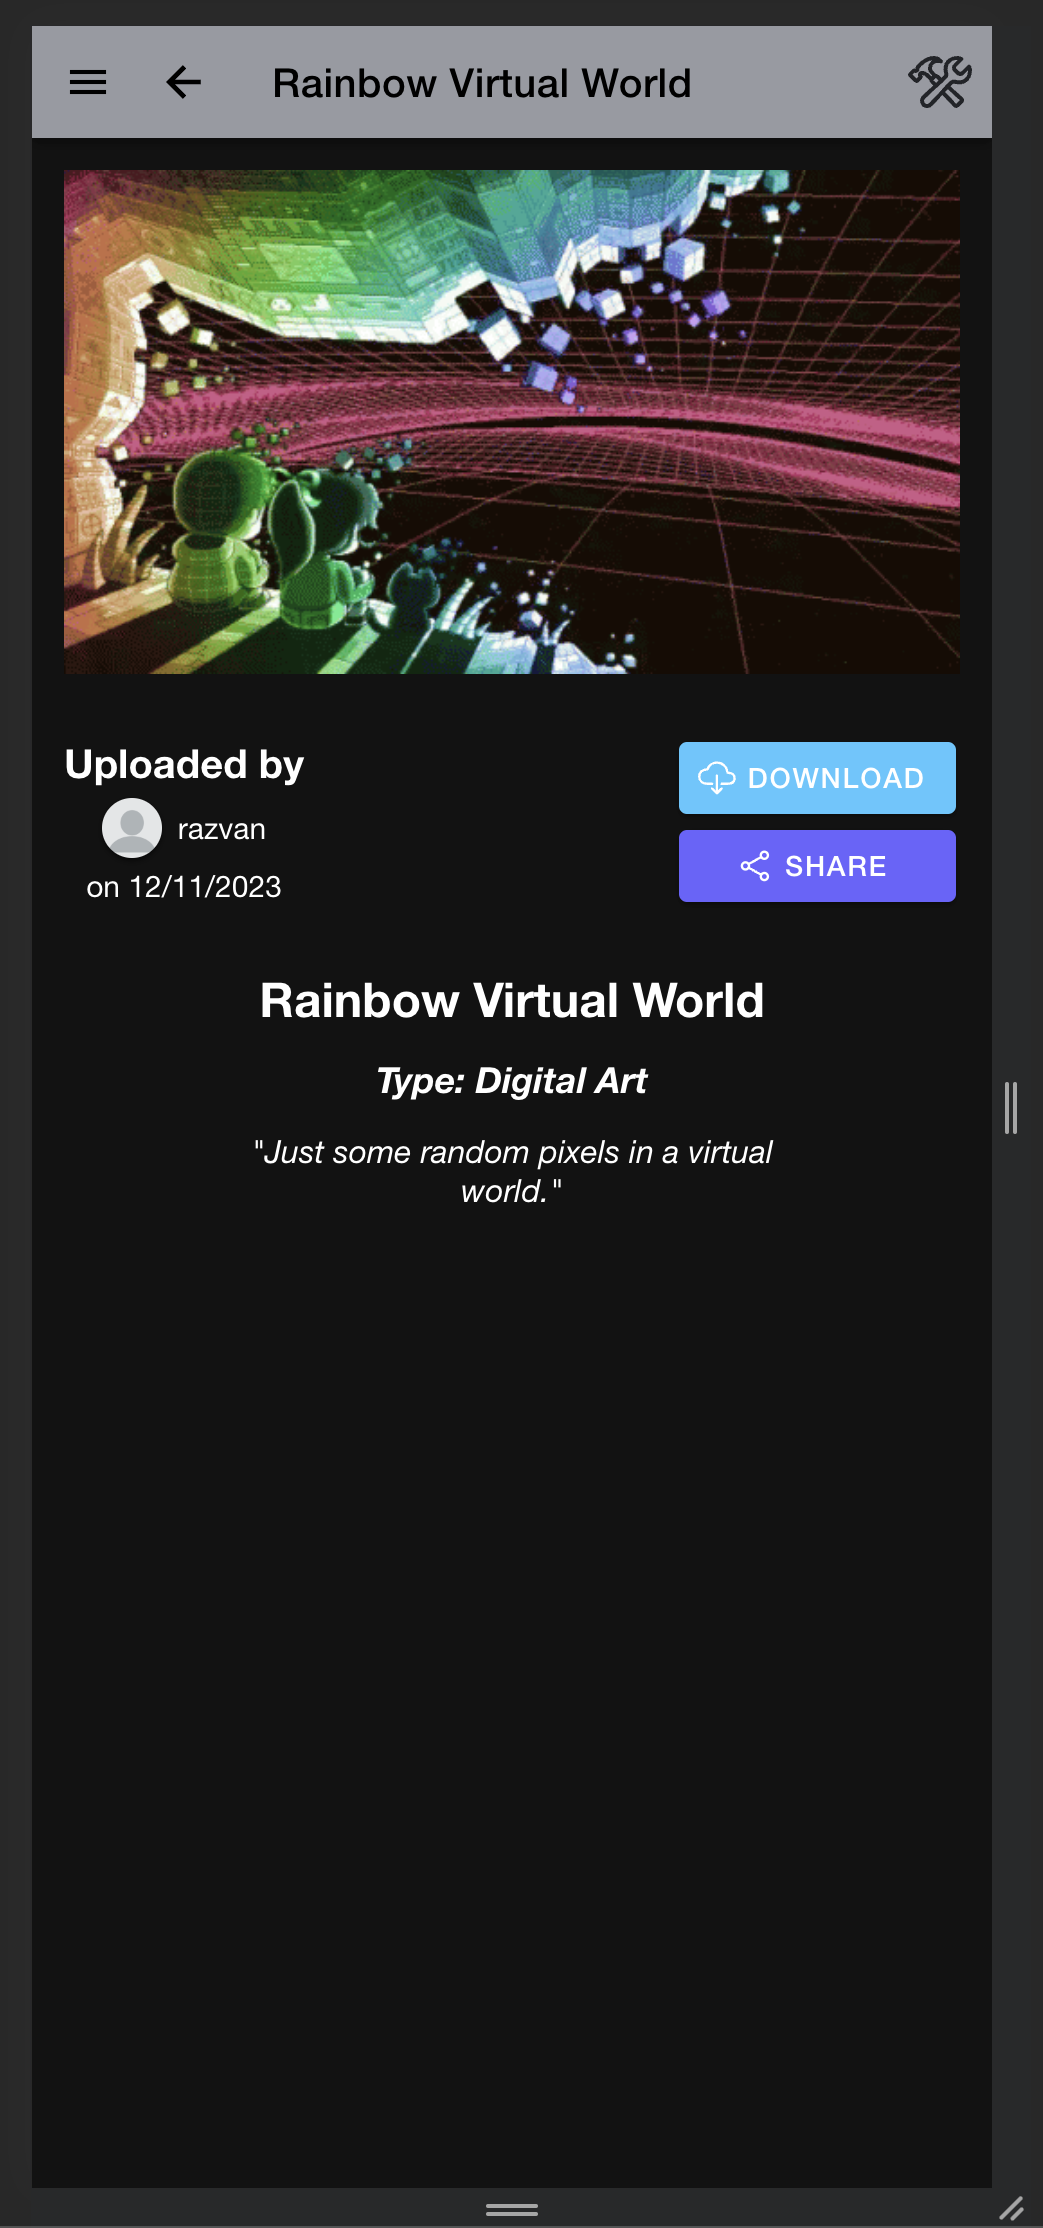 Rainbow Virtual World
Uploaded by
razvan
on 12/11/2023
DOWNLOAD
SHARE
Rainbow Virtual World
Type: Digital Art
"Just some random pixels in a virtual
world."